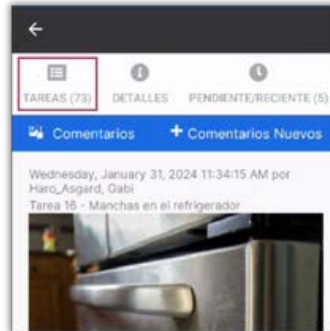 TAREAS (73) DETALLES PENDIENTE/RECIENTE (5)
Comentarios + Comentarios Nuevos
Wednesday, January 31, 2024 11:34:15 AM por
Haro_Asgard, Gabi
Tarea 16 - Manchas en el refrigerador